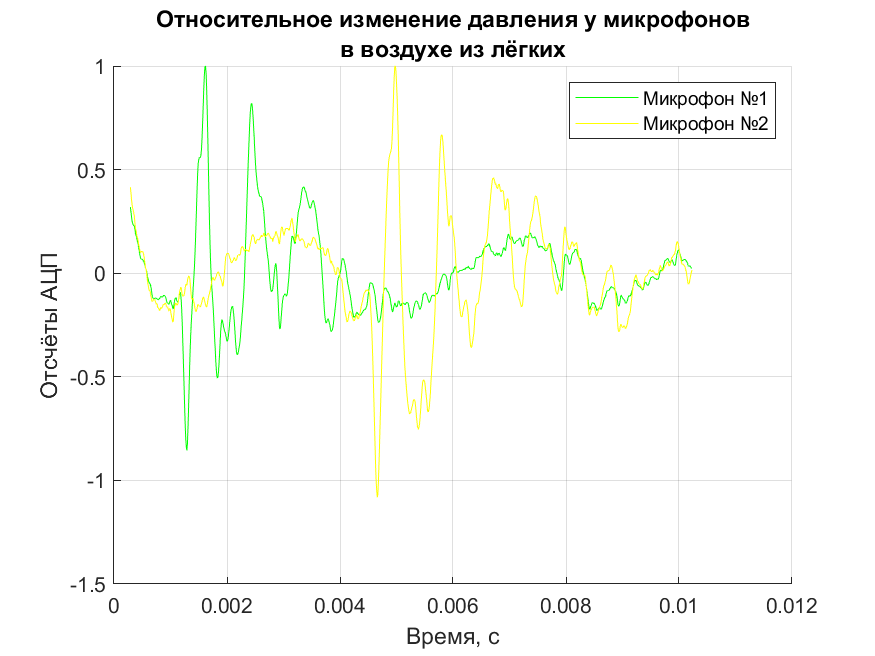 Относительное изменение давления у микрофонов
в воздухе из лёгких
1
0.5
0
-0.5
-1
-1.5
Отсчёты АЦП
Микрофон №1
Микрофон №2
0 0.002 0.004 0.006 0.008 0.01 0.012
Время, с